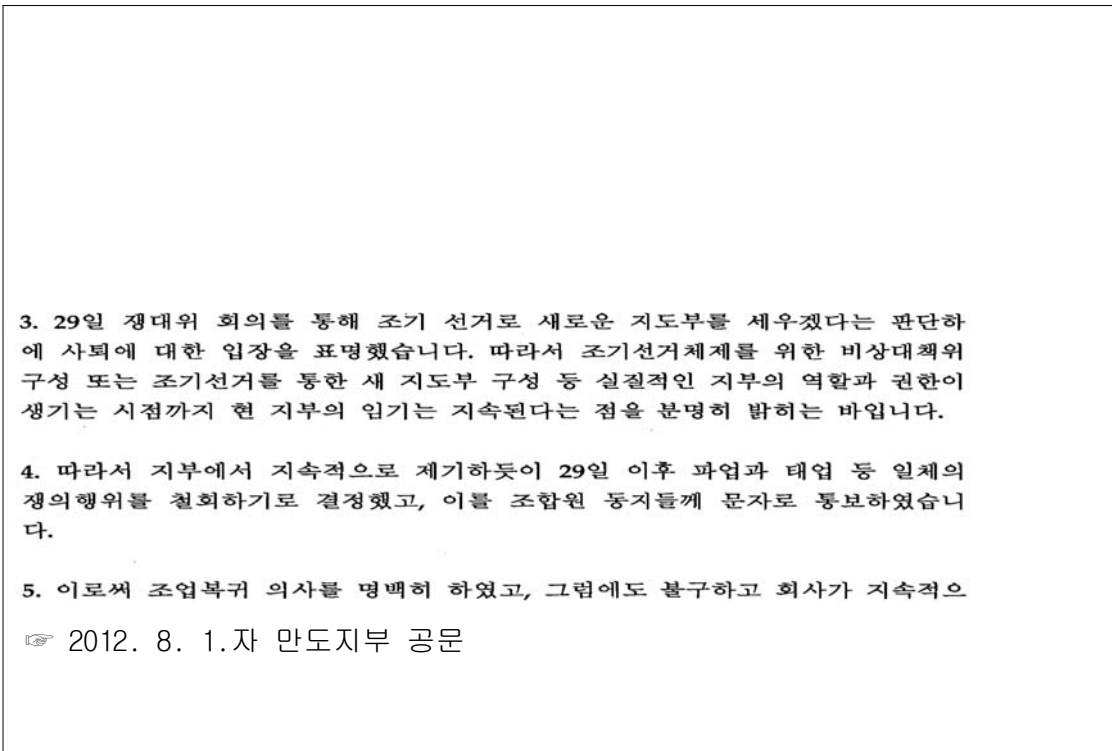 3. 29일 쟁대위 회의를 통해 조기 선거로 새로운 지도부를 세우겠다는 판단하
에 사퇴에 대한 입장을 표명했습니다. 따라서 조기선거체제를 위한 비상대책위
구성 또는 조기선거를 통한 새 지도부 구성 등 실질적인 지부의 역할과 권한이
생기는 시점까지 현 지부의 임기는 지속된다는 점을 분명히 밝히는 바입니다.
4. 따라서 지부에서 지속적으로 제기하듯이 29일 이후 파업과 태업 등 일체의
쟁의행위를 철회하기로 결정했고, 이를 조합원 동지들께 문자로 통보하였습니
다.
5. 이로써 조업복귀 의사를 명백히 하였고, 그럼에도 불구하고 회사가 지속적으
☞ 2012. 8. 1.자 만도지부 공문